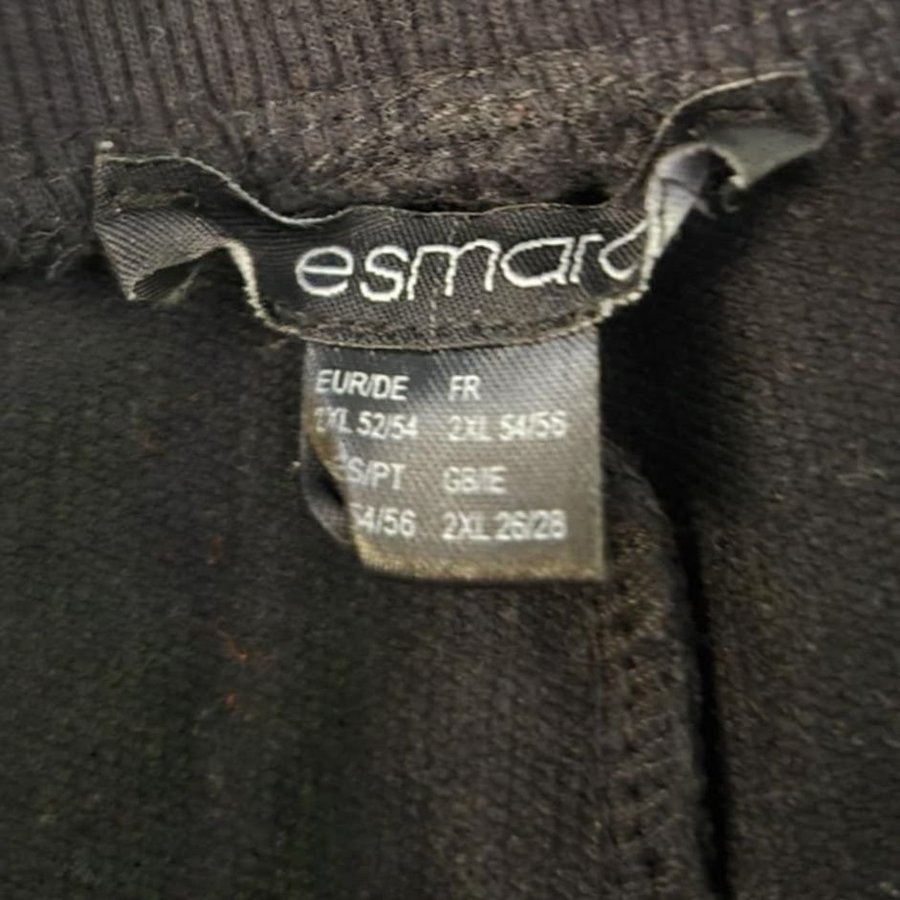 esmara
EUR/DE FR
2XL 52/54 2XL 54/56
ES/PT GB/IE
54/56 2XL 26/28